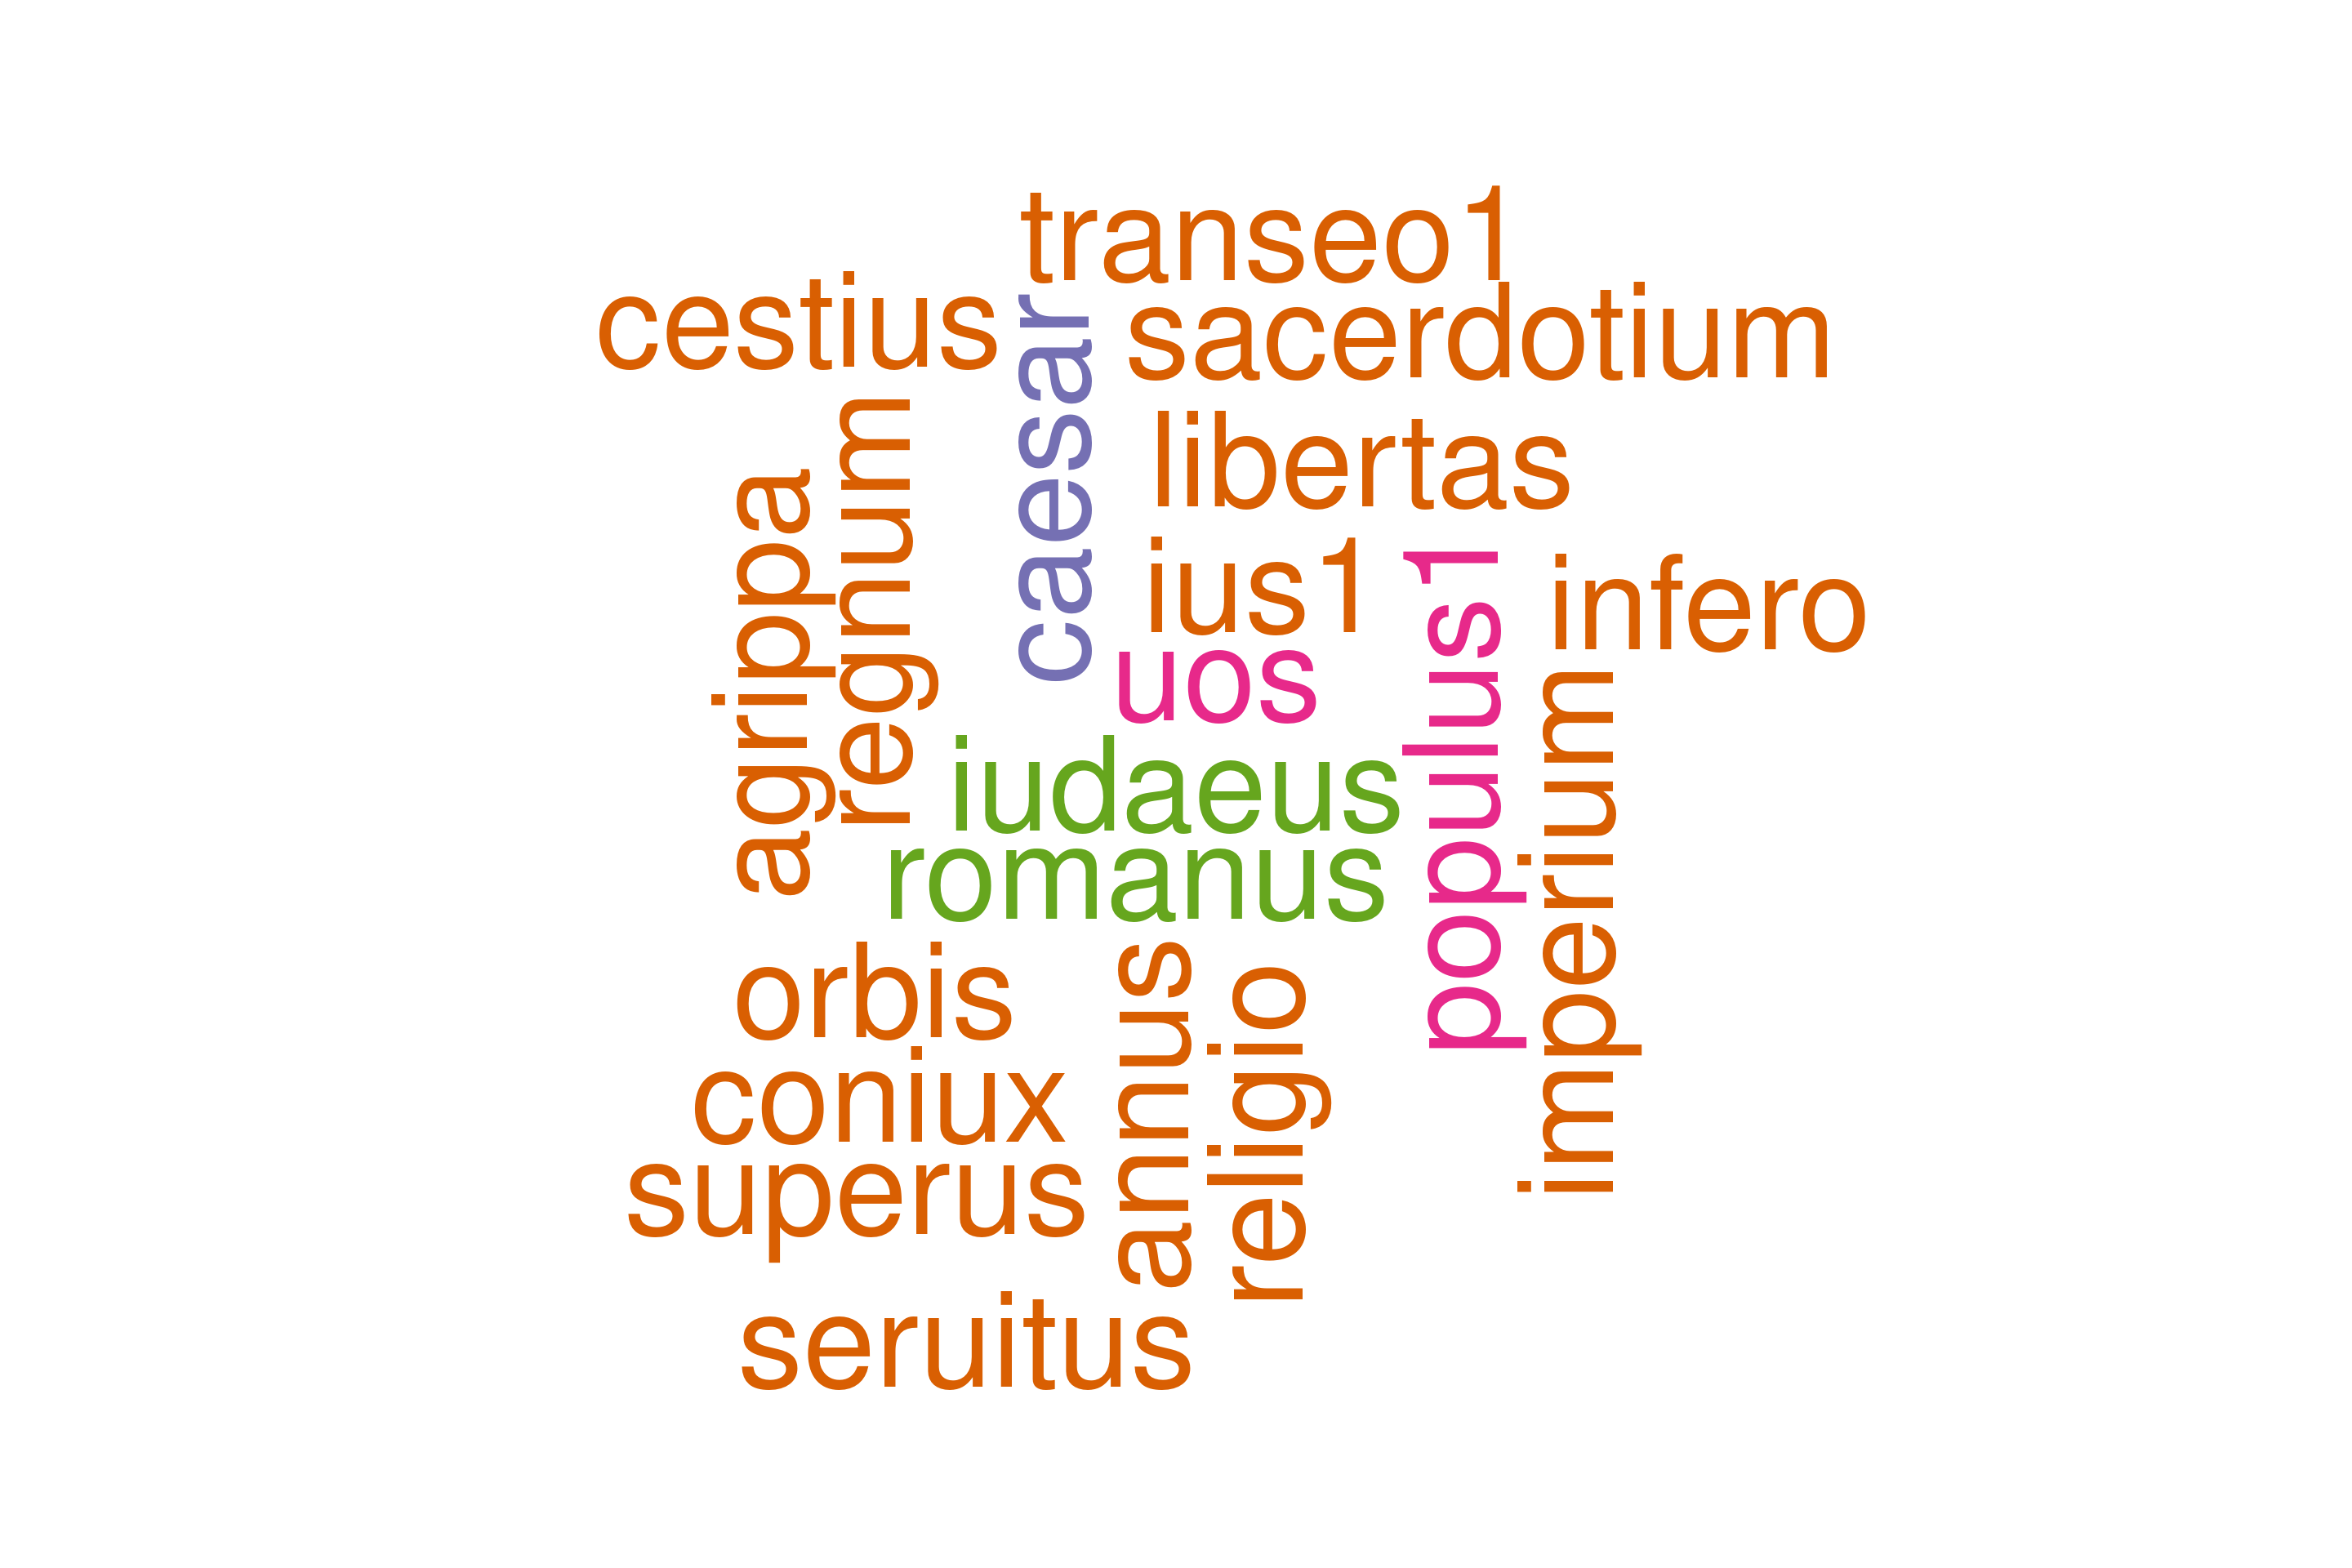 transeo1
cestius
caesar
sacerdotium
regnum
libertas
agrippa
ius1
populus1
infero
uos
imperium
iudaeus
romanus
orbis
annus
religio
coniux
superus
seruitus